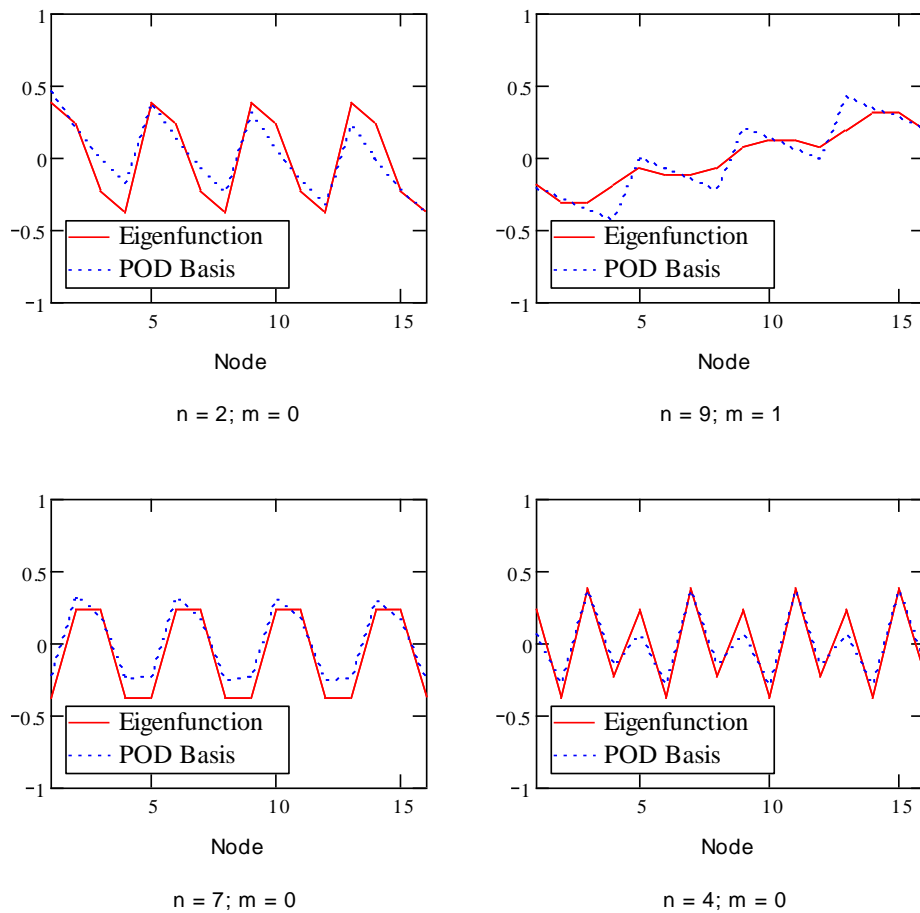 1
0.5
0
−0.5
−1
Eigenfunction
POD Basis
5
10
15
Node
n = 2; m = 0
1
0.5
0
−0.5
−1
Eigenfunction
POD Basis
5
10
15
Node
n = 9; m = 1
1
0.5
0
−0.5
−1
Eigenfunction
POD Basis
5
10
15
Node
n = 7; m = 0
1
0.5
0
−0.5
−1
Eigenfunction
POD Basis
5
10
15
Node
n = 4; m = 0